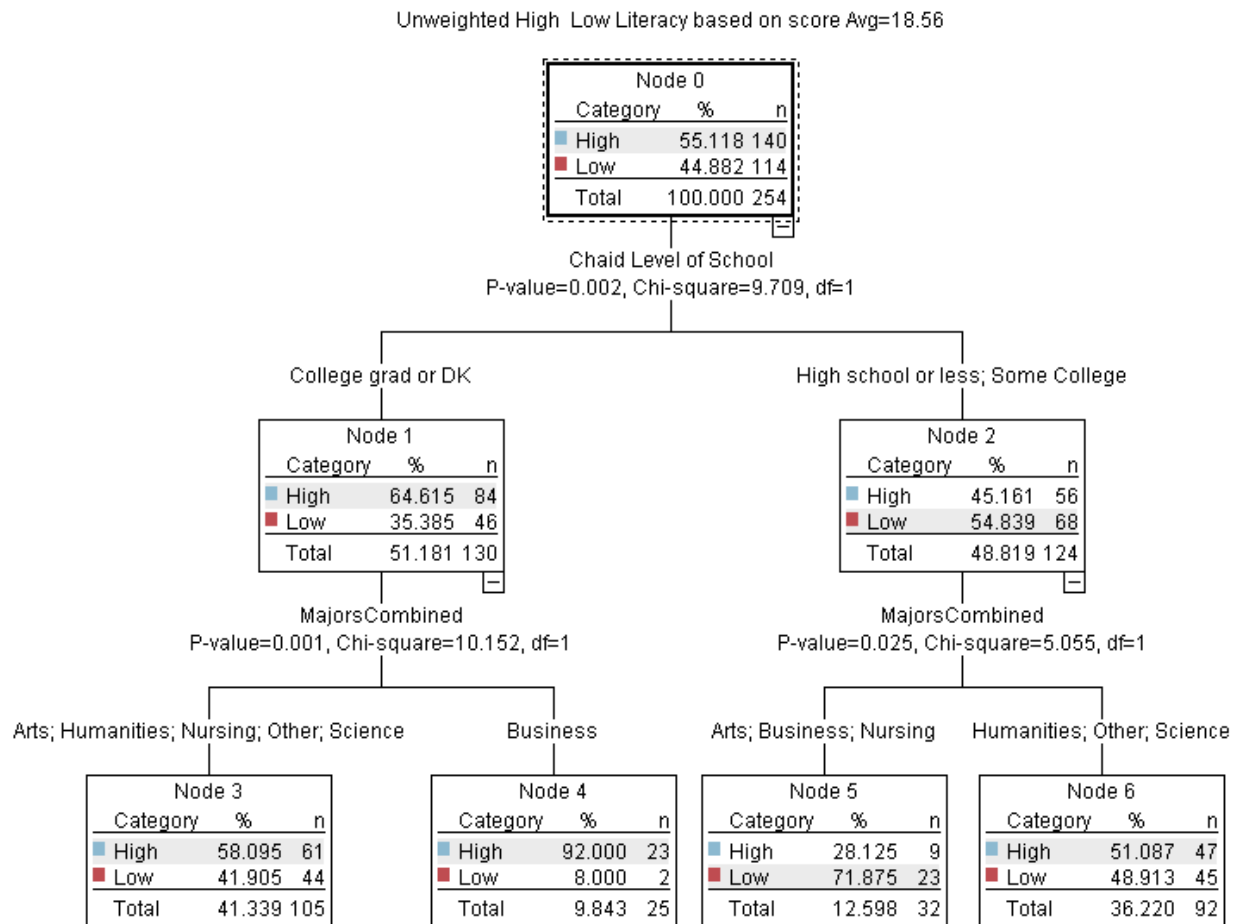 Unweighted High Low Literacy based on score Avg=18.56
Node 0
Category % n
High 55.118 140
Low 44.882 114
Total 100.000 254
Chaid Level of School
P-value=0.002, Chi-square=9.709, df=1
College grad or DK
High school or less; Some College
Node 1
Category % n
High 64.615 84
Low 35.385 46
Total 51.181 130
Node 2
Category % n
High 45.161 56
Low 54.839 68
Total 48.819 124
MajorsCombined
P-value=0.001, Chi-square=10.152, df=1
MajorsCombined
P-value=0.025, Chi-square=5.055, df=1
Arts; Humanities; Nursing; Other; Science
Business
Arts; Business; Nursing
Humanities; Other; Science
Node 3
Category % n
High 58.095 61
Low 41.905 44
Total 41.339 105
Node 4
Category % n
High 92.000 23
Low 8.000 2
Total 9.843 25
Node 5
Category % n
High 28.125 9
Low 71.875 23
Total 12.598 32
Node 6
Category % n
High 51.087 47
Low 48.913 45
Total 36.220 92